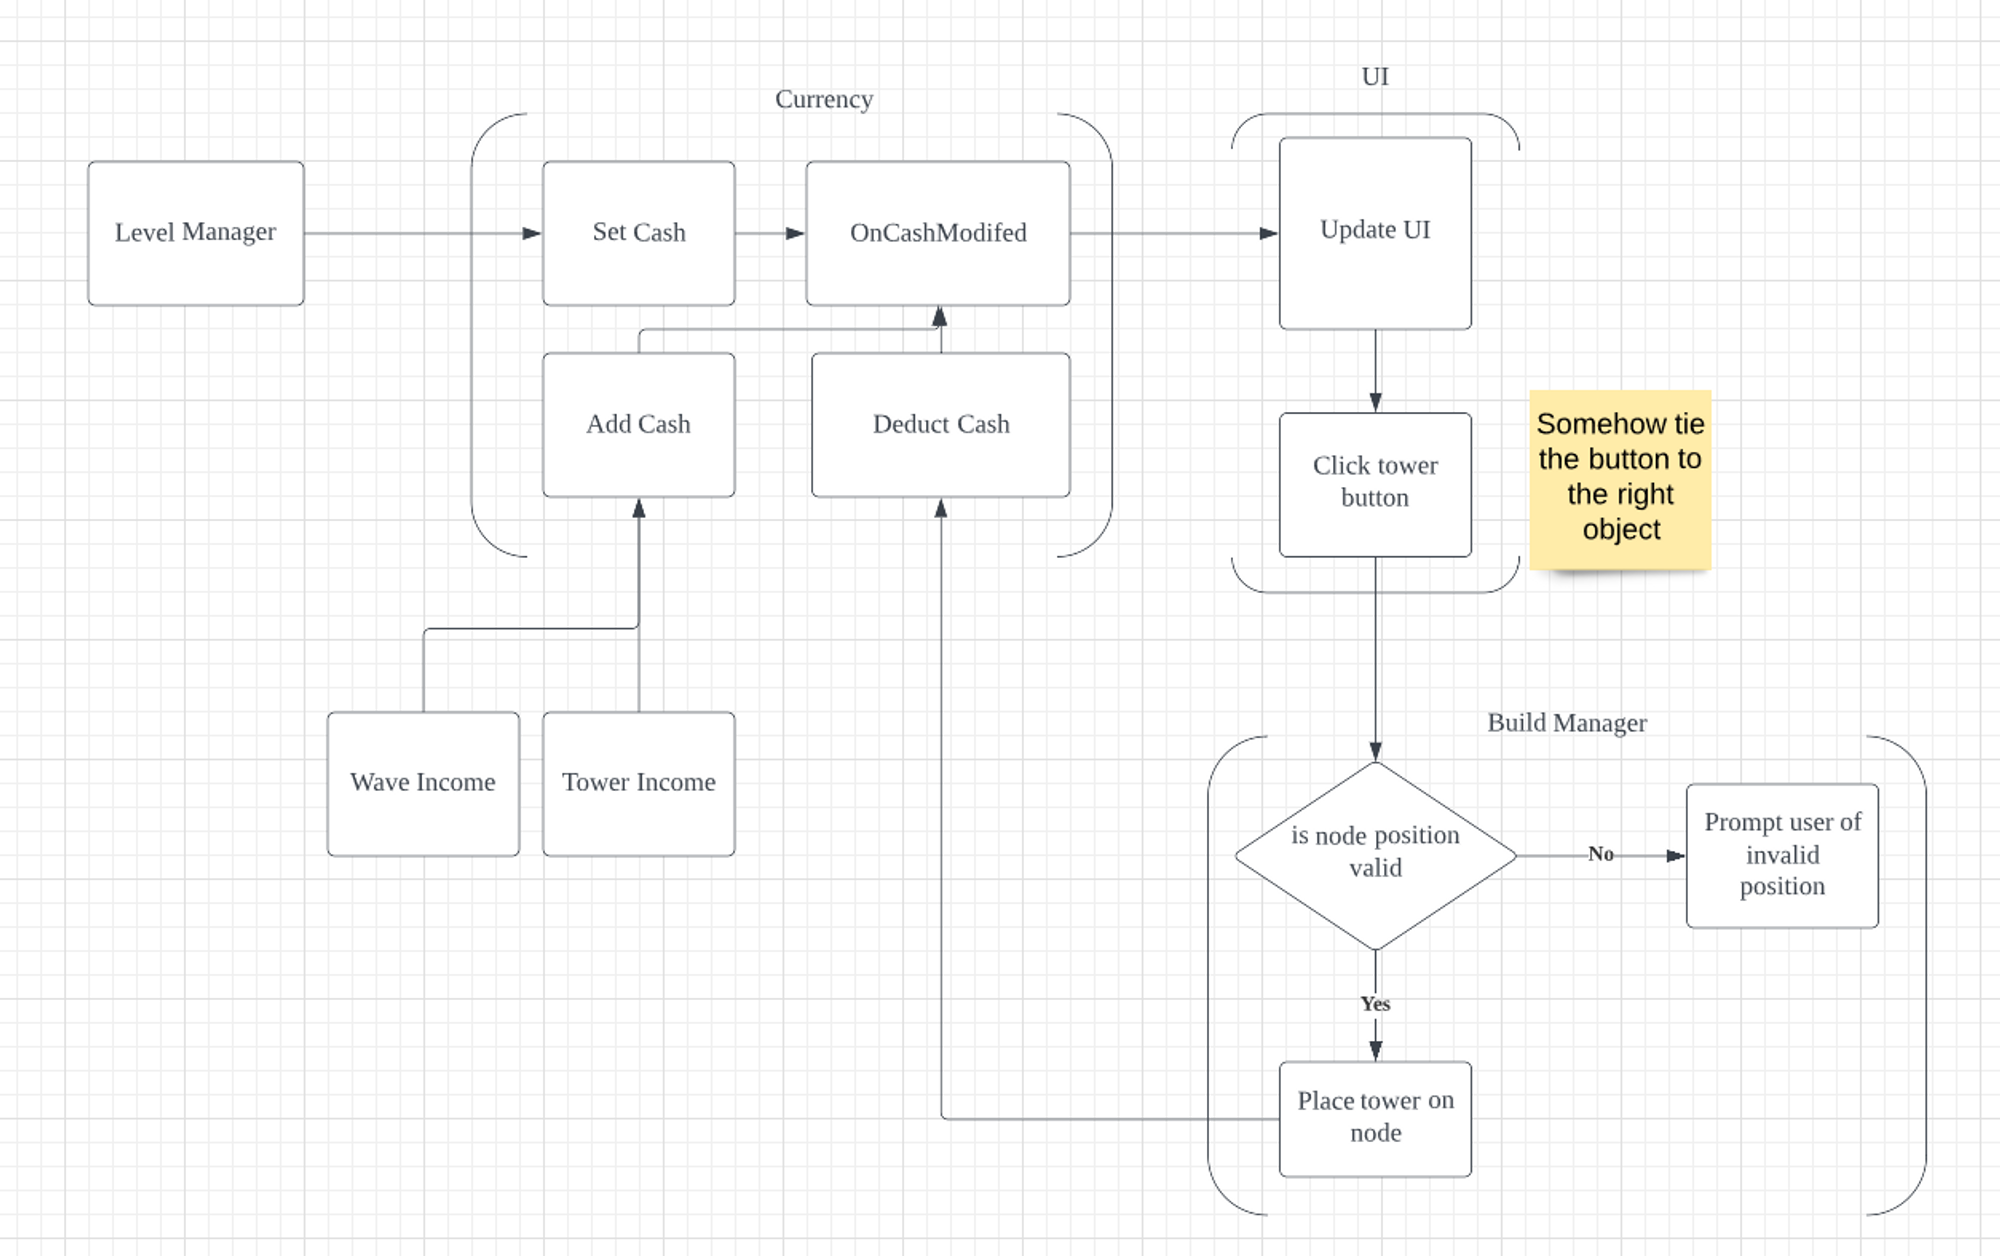 UI
Currency
Level Manager
Set Cash
OnCashModifed
Update UI
Add Cash
Deduct Cash
Click tower
button
Somehow tie
the button to
the right
object
Build Manager
Wave Income
Tower Income
is node position
valid
No
Prompt user of
invalid
position
Yes
Place tower on
node